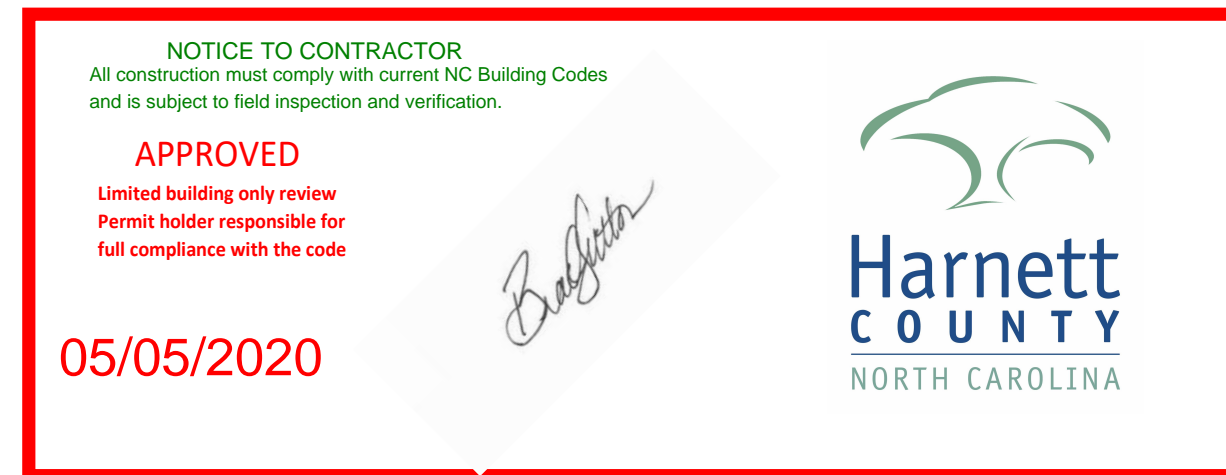 NOTICE TO CONTRACTOR
All construction must comply with current NC Building Codes
and is subject to field inspection and verification.
APPROVED
Limited building only review
Permit holder responsible for
full compliance with the code
05/05/2020
Brad Sutton
Harnett
COUNTY
NORTH CAROLINA